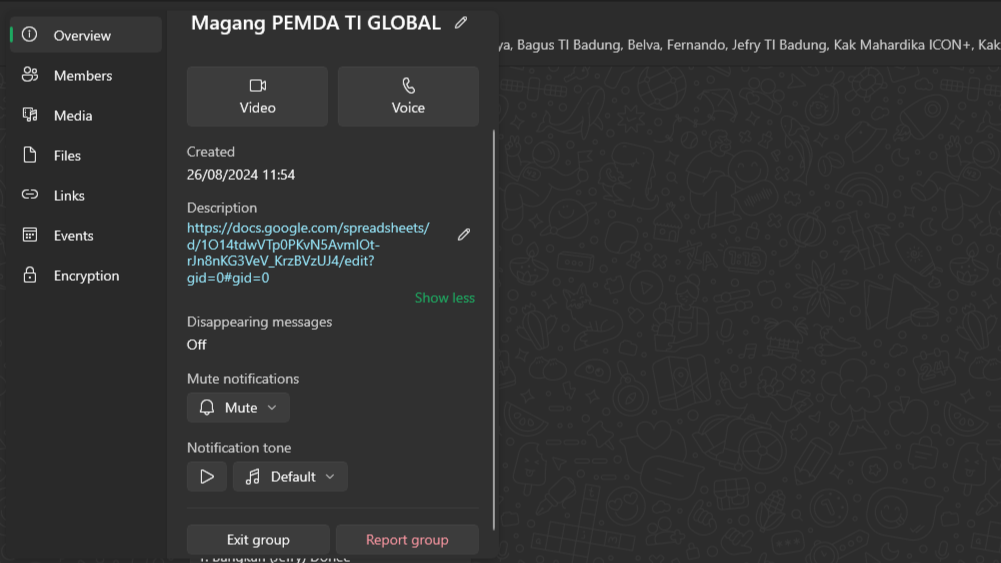 Overview
Members
Media
Files
Links
Events
Encryption
Magang PEMDA TI GLOBAL
Video
Voice
Created
26/08/2024 11:54
Description
https://docs.google.com/spreadsheets/
d/1O14tdwVTp0PKvN5AvmlOt-
rJn8nKG3VeV_KrzBVzUJ4/edit?
gid=0#gid=0
Show less
Disappearing messages
Off
Mute notifications
Mute
Notification tone
Default
Exit group
Report group
Bagus TI Badung, Belva, Fernando, Jefry TI Badung, Kak Mahardika ICON+, Kak